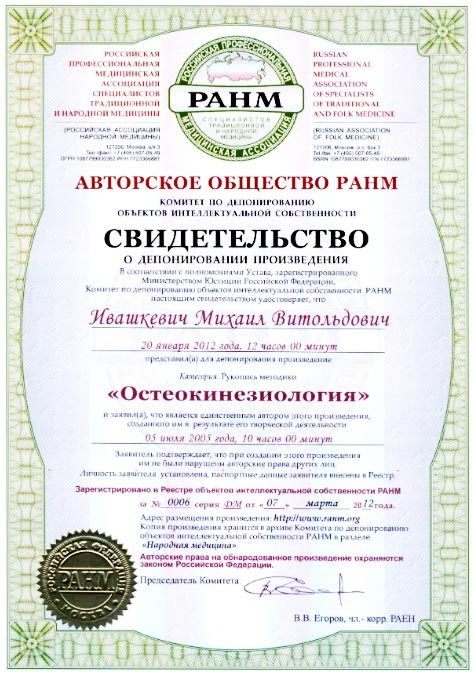 РОССИЙСКАЯ
ПРОФЕССИОНАЛЬНАЯ
МЕДИЦИНСКАЯ
АССОЦИАЦИЯ
СПЕЦИАЛИСТОВ
ТРАДИЦИОННОЙ
И НАРОДНОЙ МЕДИЦИНЫ
(РОССИЙСКАЯ АССОЦИАЦИЯ
НАРОДНОЙ МЕДИЦИНЫ)
127206, Москва, а/я 3
РОССИЙСКАЯ ПРОФЕССИОНАЛЬНАЯ
РАНМ
СПЕЦИАЛИСТОВ
ТРАДИЦИОННОЙ
И НАРОДНОЙ
МЕДИЦИНЫ
МЕДИЦИНСКАЯ АССОЦИАЦИЯ
RUSSIAN
PROFESSIONAL
MEDICAL
ASSOCIATION
OF SPECIALISTS
OF TRADITIONAL
AND FOLK MEDICINE
(RUSSIAN ASSOCIATION
OF FOLK MEDICINE)
127206, Moscow, p.o. box 3
АВТОРСКОЕ ОБЩЕСТВО РАНМ
КОМИТЕТ ПО ДЕПОНИРОВАНИЮ
ОБЪЕКТОВ ИНТЕЛЛЕКТУАЛЬНОЙ СОБСТВЕННОСТИ
СВИДЕТЕЛЬСТВО
О ДЕПОНИРОВАНИИ ПРОИЗВЕДЕНИЯ
В соответствии с полномочиями Устава, зарегистрированного
Министерством Юстиции Российской Федерации,
Комитет по депонированию объектов интеллектуальной собственности РАНМ
настоящим свидетельством удостоверяет, что
Ивашкевич Михаил Витольдович
20 января 2012 года, 12 часов 00 минут
представил(а) для депонирования произведение
Категория: Рукопись методики
«Остеокинезиология»
и заявил(а), что является единственным автором этого произведения,
созданного им в результате его творческой деятельности
05 июля 2005 года, 10 часов 00 минут
Заявитель подтверждает, что при создании этого произведения
им не были нарушены авторские права других лиц.
Личность заявителя установлена, паспортные данные заявителя внесены в Реестр.
Зарегистрировано в Реестре объектов интеллектуальной собственности РАНМ
за № 0006 серия ДМ от «07» марта 2012года.
Адрес размещения произведения: http://www.ranm.org
Копия произведения хранится в архиве Комитета по депонированию
объектов интеллектуальной собственности РАНМ в разделе
«Народная медицина»
Авторские права на обнародованное произведение охраняются
законом Российской Федерации.
Председатель Комитета:
РАНМ
МОСКВА
В.В. Егоров, чл.- корр. РАЕН